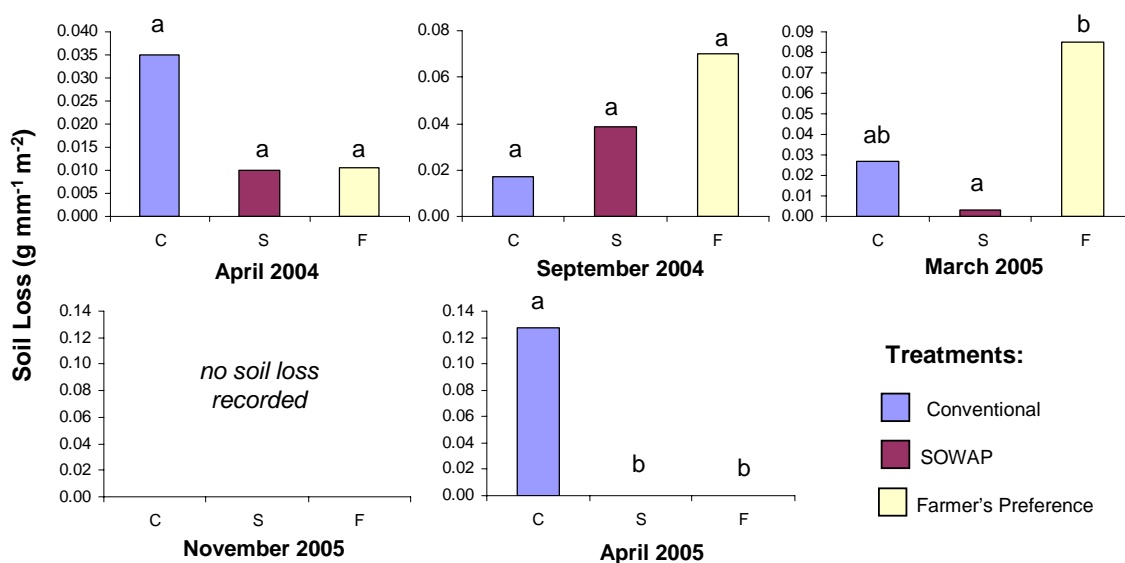 Soil Loss (g mm⁻¹ m⁻²)
0.040
0.035
0.030
0.025
0.020
0.015
0.010
0.005
0.000
a
a
a
C S F
April 2004
0.08
0.06
0.04
0.02
0.00
a
a
a
C S F
September 2004
0.09
0.08
0.07
0.06
0.05
0.04
0.03
0.02
0.01
0.00
ab
a
b
C S F
March 2005
0.14
0.12
0.10
0.08
0.06
0.04
0.02
0.00
no soil loss
recorded
C S F
November 2005
0.14
0.12
0.10
0.08
0.06
0.04
0.02
0.00
a
b
b
C S F
April 2005
Treatments:
Conventional
SOWAP
Farmer's Preference